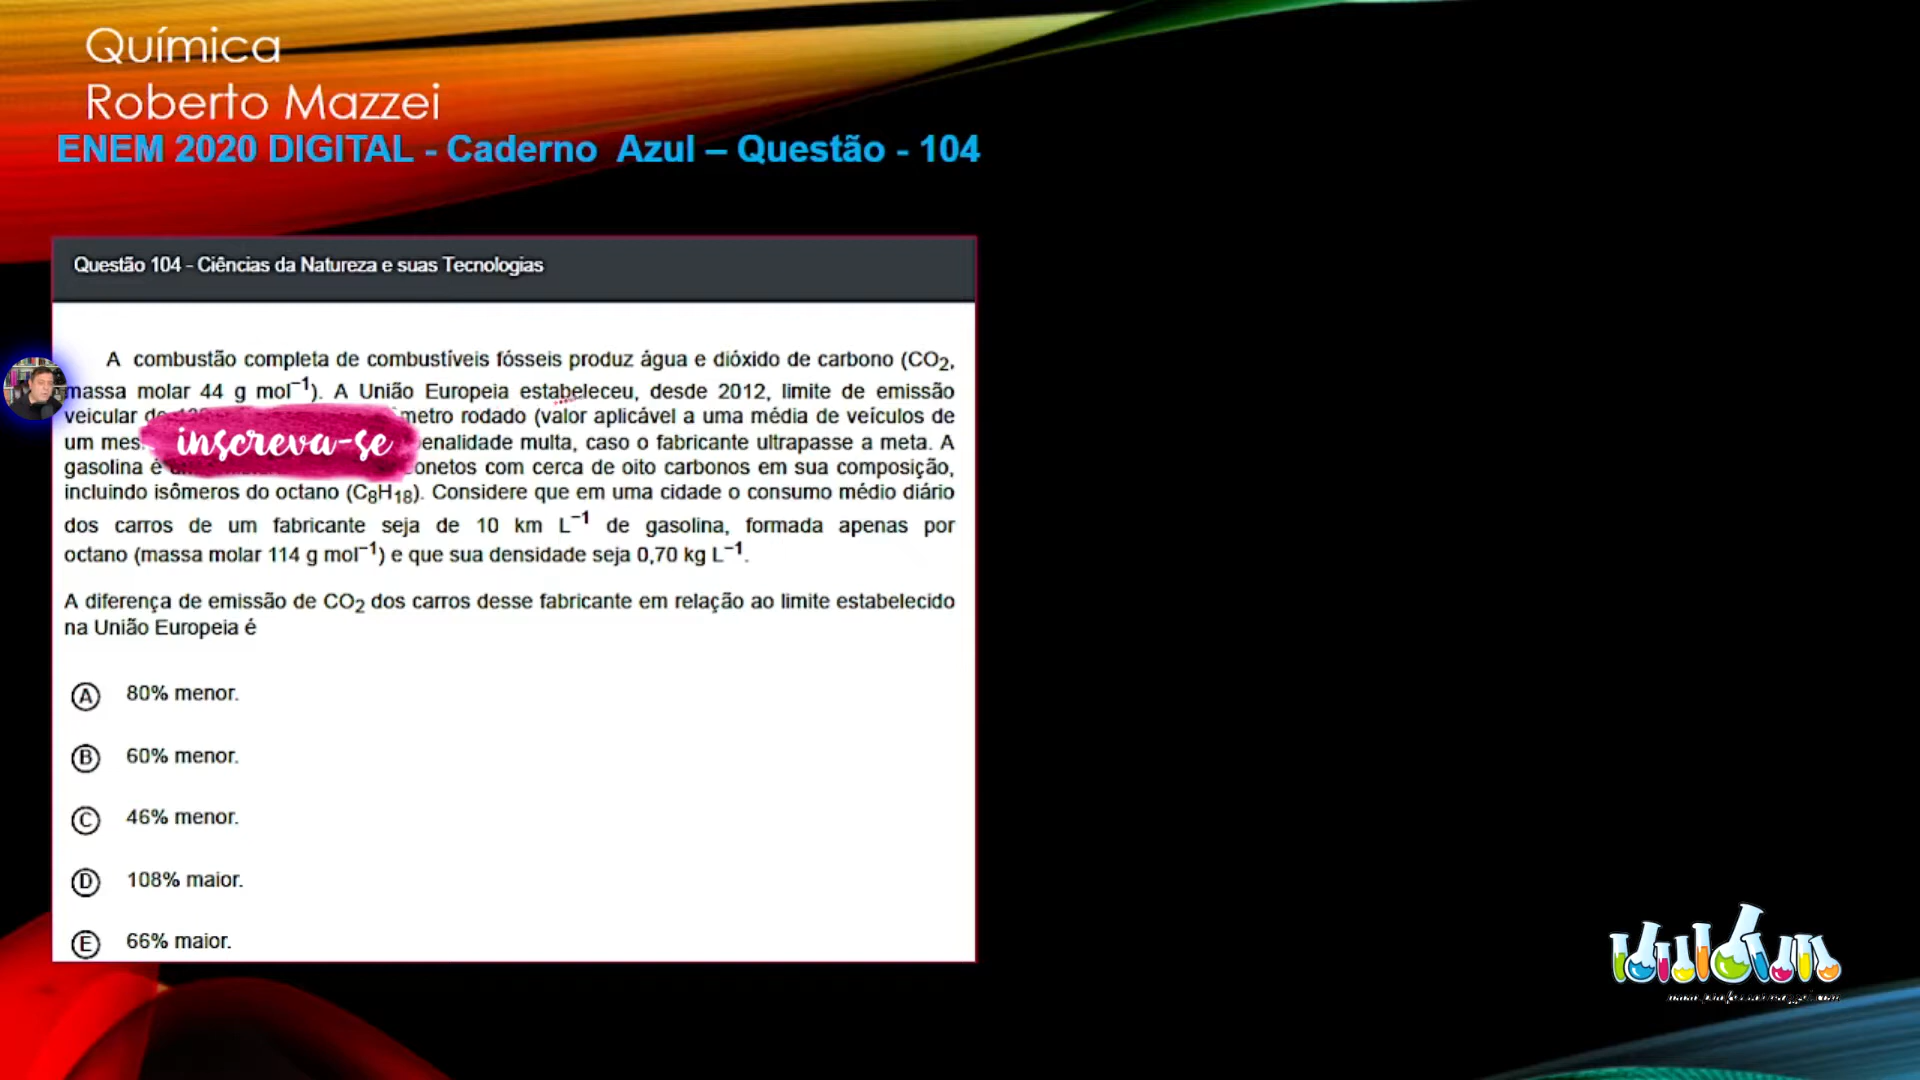 Química
Roberto Mazzei
ENEM 2020 DIGITAL - Caderno Azul – Questão - 104
Questão 104 - Ciências da Natureza e suas Tecnologias
A combustão completa de combustíveis fósseis produz água e dióxido de carbono (CO₂,
massa molar 44 g mol⁻¹). A União Europeia estabeleceu, desde 2012, limite de emissão
veicular de metro rodado (valor aplicável a uma média de veículos de
um enalidade multa, caso o fabricante ultrapasse a meta. A
inscreva-se
gasolina é onetos com cerca de oito carbonos em sua composição,
incluindo isômeros do octano (C₈H₁₈). Considere que em uma cidade o consumo médio diário
dos carros de um fabricante seja de 10 km L⁻¹ de gasolina, formada apenas por
octano (massa molar 114 g mol⁻¹) e que sua densidade seja 0,70 kg L⁻¹.
A diferença de emissão de CO₂ dos carros desse fabricante em relação ao limite estabelecido
na União Europeia é
A 80% menor.
B 60% menor.
C 46% menor.
D 108% maior.
E 66% maior.